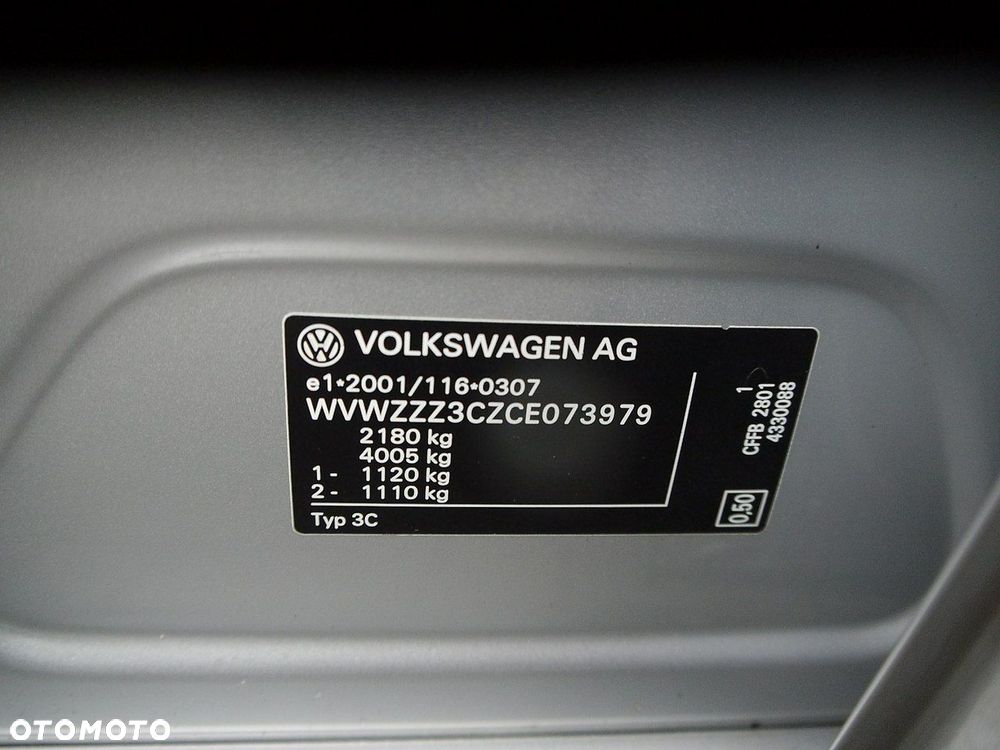 VOLKSWAGEN AG
e1*2001/116*0307
WVWZZZ3CZCE073979
2180 kg
4005 kg
1 - 1120 kg
2 - 1110 kg
Typ 3C
1
CFFB 2801
4330088
0,50
OTOMOTO